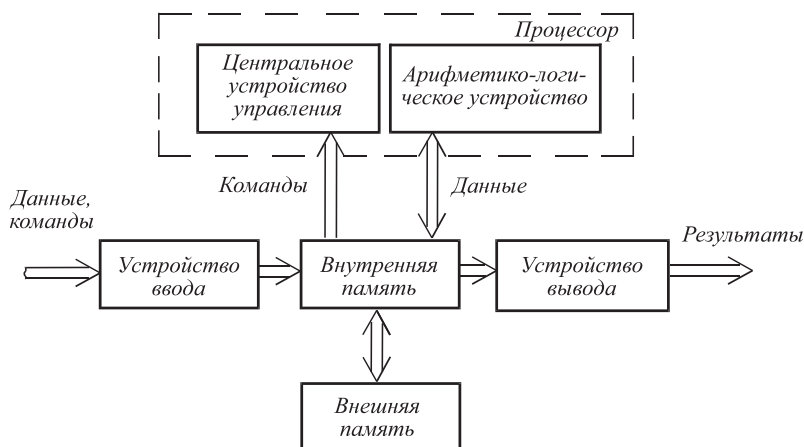 Процессор
Центральное
устройство
управления
Арифметико-логи-
ческое устройство
Команды
Данные
Данные,
команды
Устройство
ввода
Внутренняя
память
Устройство
вывода
Результаты
Внешняя
память